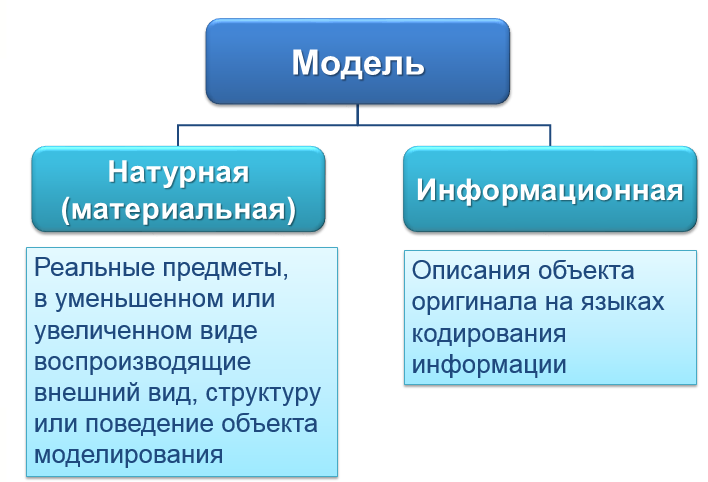 Модель
Натурная
(материальная)
Информационная
Реальные предметы,
в уменьшенном или
увеличенном виде
воспроизводящие
внешний вид, структуру
или поведение объекта
моделирования
Описания объекта
оригинала на языках
кодирования
информации